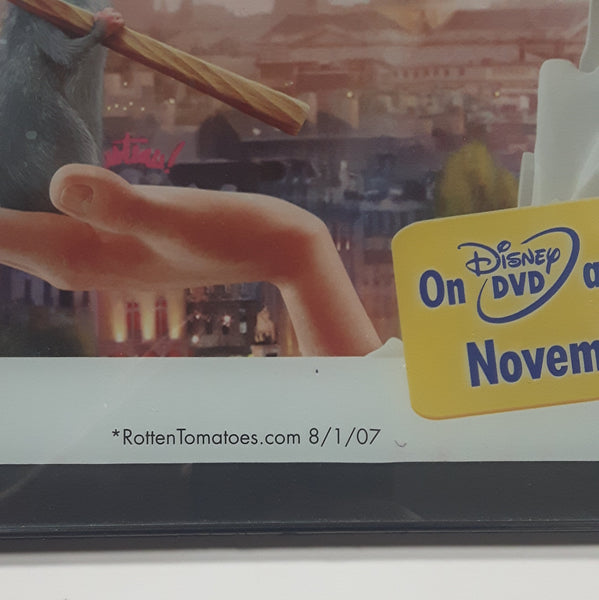 On Disney DVD a
Novem
*RottenTomatoes.com 8/1/07